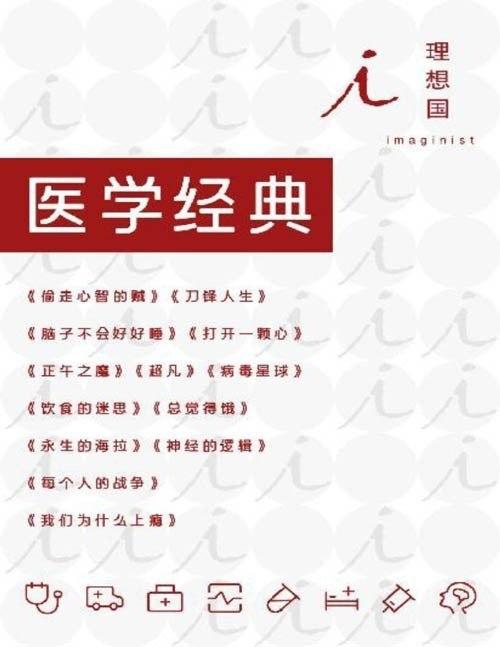 理想国
imaginist
医学经典
《偷走心智的贼》《刀锋人生》
《脑子不会好好睡》《打开一颗心》
《正午之魔》《超凡》《病毒星球》
《饮食的迷思》《总觉得饿》
《永生的海拉》《神经的逻辑》
《每个人的战争》
《我们为什么上瘾》